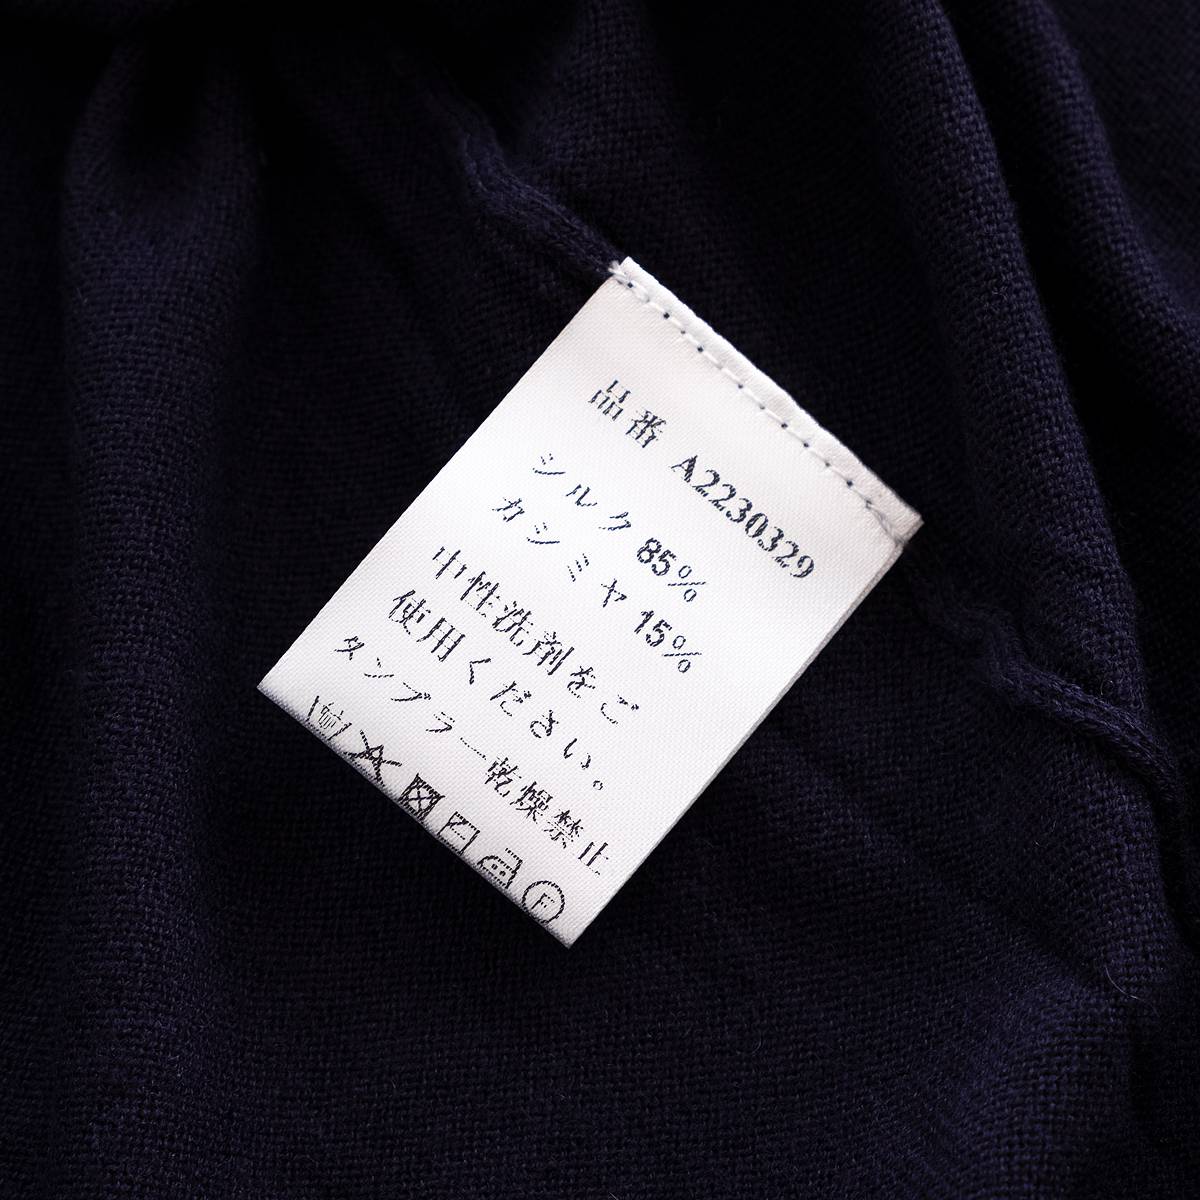 品番 A2230329
シルク 85%
カシミヤ 15%
中性洗剤をご
使用ください。
タンブラー乾燥禁止
F